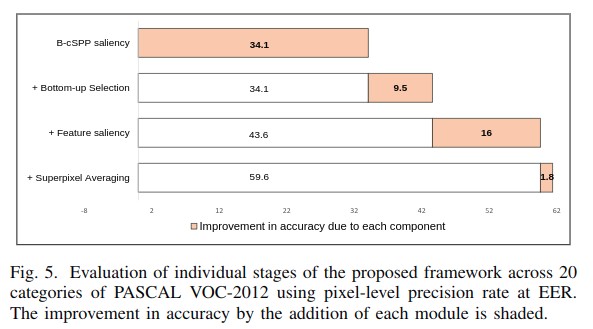 B-cSPP saliency 34.1
+ Bottom-up Selection 34.1 9.5
+ Feature saliency 43.6 16
+ Superpixel Averaging 59.6 1.8
-8 2 12 22 32 42 52 62
Improvement in accuracy due to each component
Fig. 5. Evaluation of individual stages of the proposed framework across 20
categories of PASCAL VOC-2012 using pixel-level precision rate at EER.
The improvement in accuracy by the addition of each module is shaded.